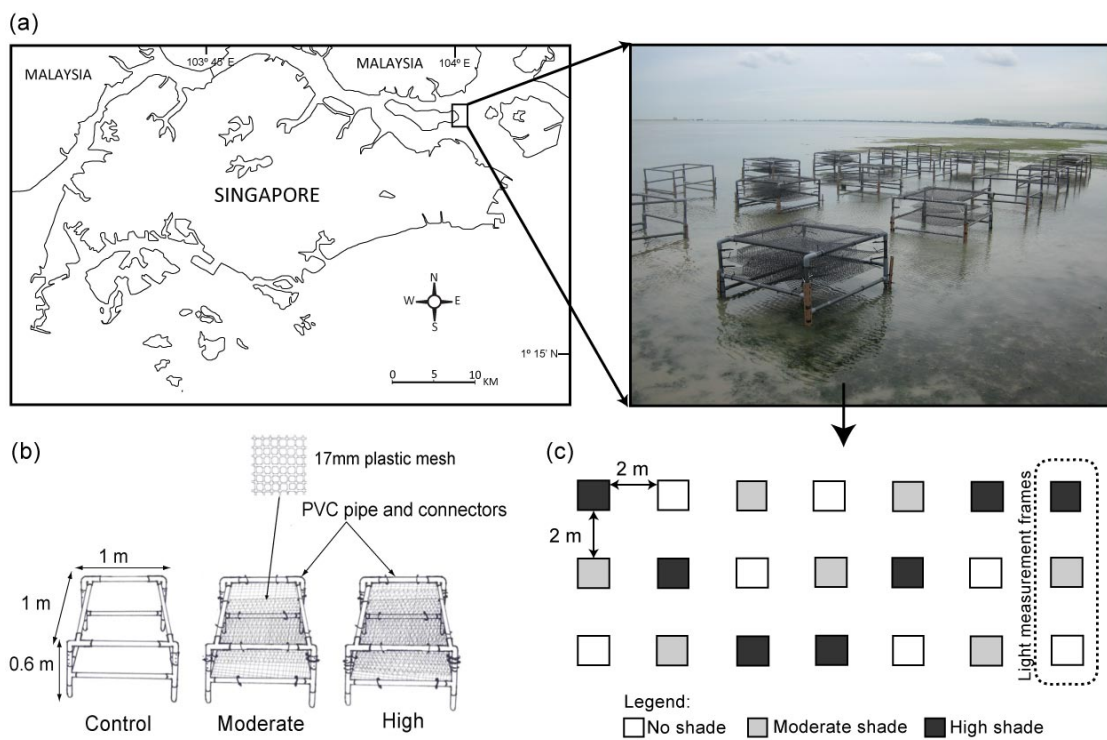 (a)
103° 45' E
104° E
MALAYSIA
MALAYSIA
SINGAPORE
N
W E
S
1° 15' N
0 5 10
KM
(b)
17mm plastic mesh
PVC pipe and connectors
1 m
1 m
0.6 m
Control
Moderate
High
(c)
2 m
2 m
Light measurement frames
Legend:
No shade
Moderate shade
High shade